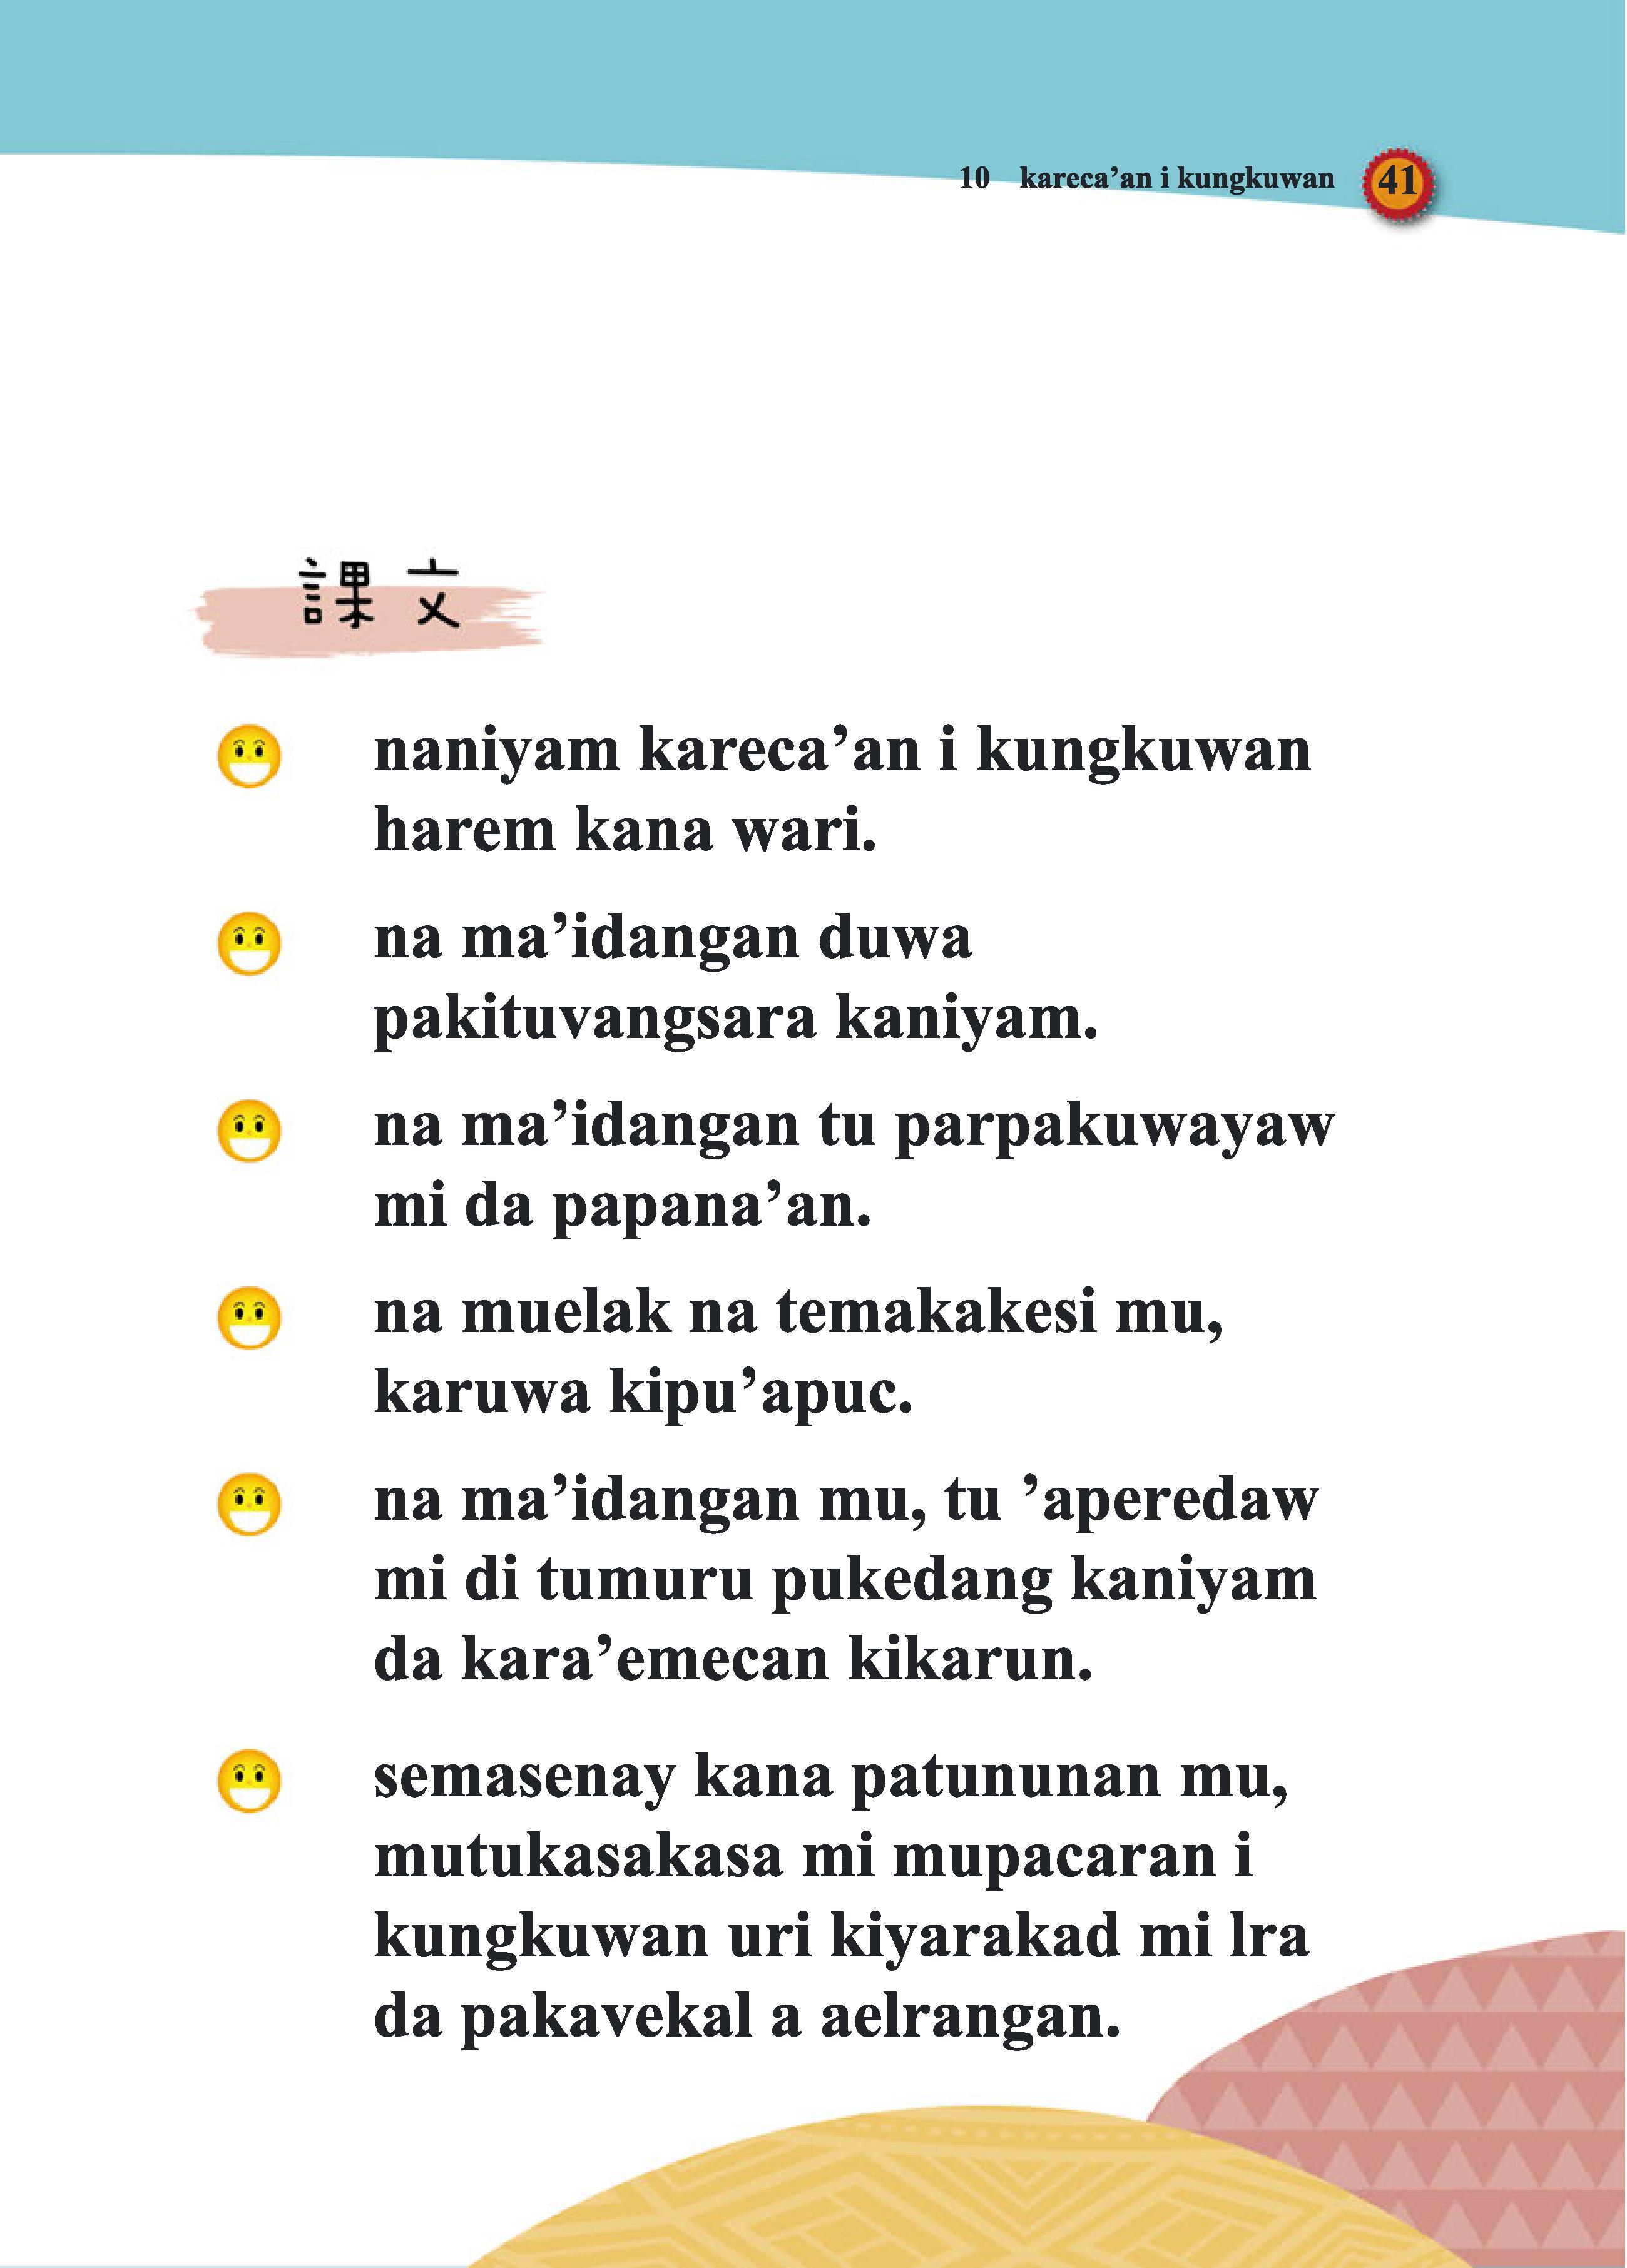 10 kareca’an i kungkuwan 41
課文
naniyam kareca’an i kungkuwan
harem kana wari.
na ma’idangan duwa
pakituvangsara kaniyam.
na ma’idangan tu parpakuwayaw
mi da papana’an.
na muelak na temakakesi mu,
karuwa kipu’apuc.
na ma’idangan mu, tu ’aperedaw
mi di tumuru pukedang kaniyam
da kara’emecan kikarun.
semasenay kana patununan mu,
mutukasakasa mi mupacaran i
kungkuwan uri kiyarakad mi lra
da pakavekal a aelrangan.